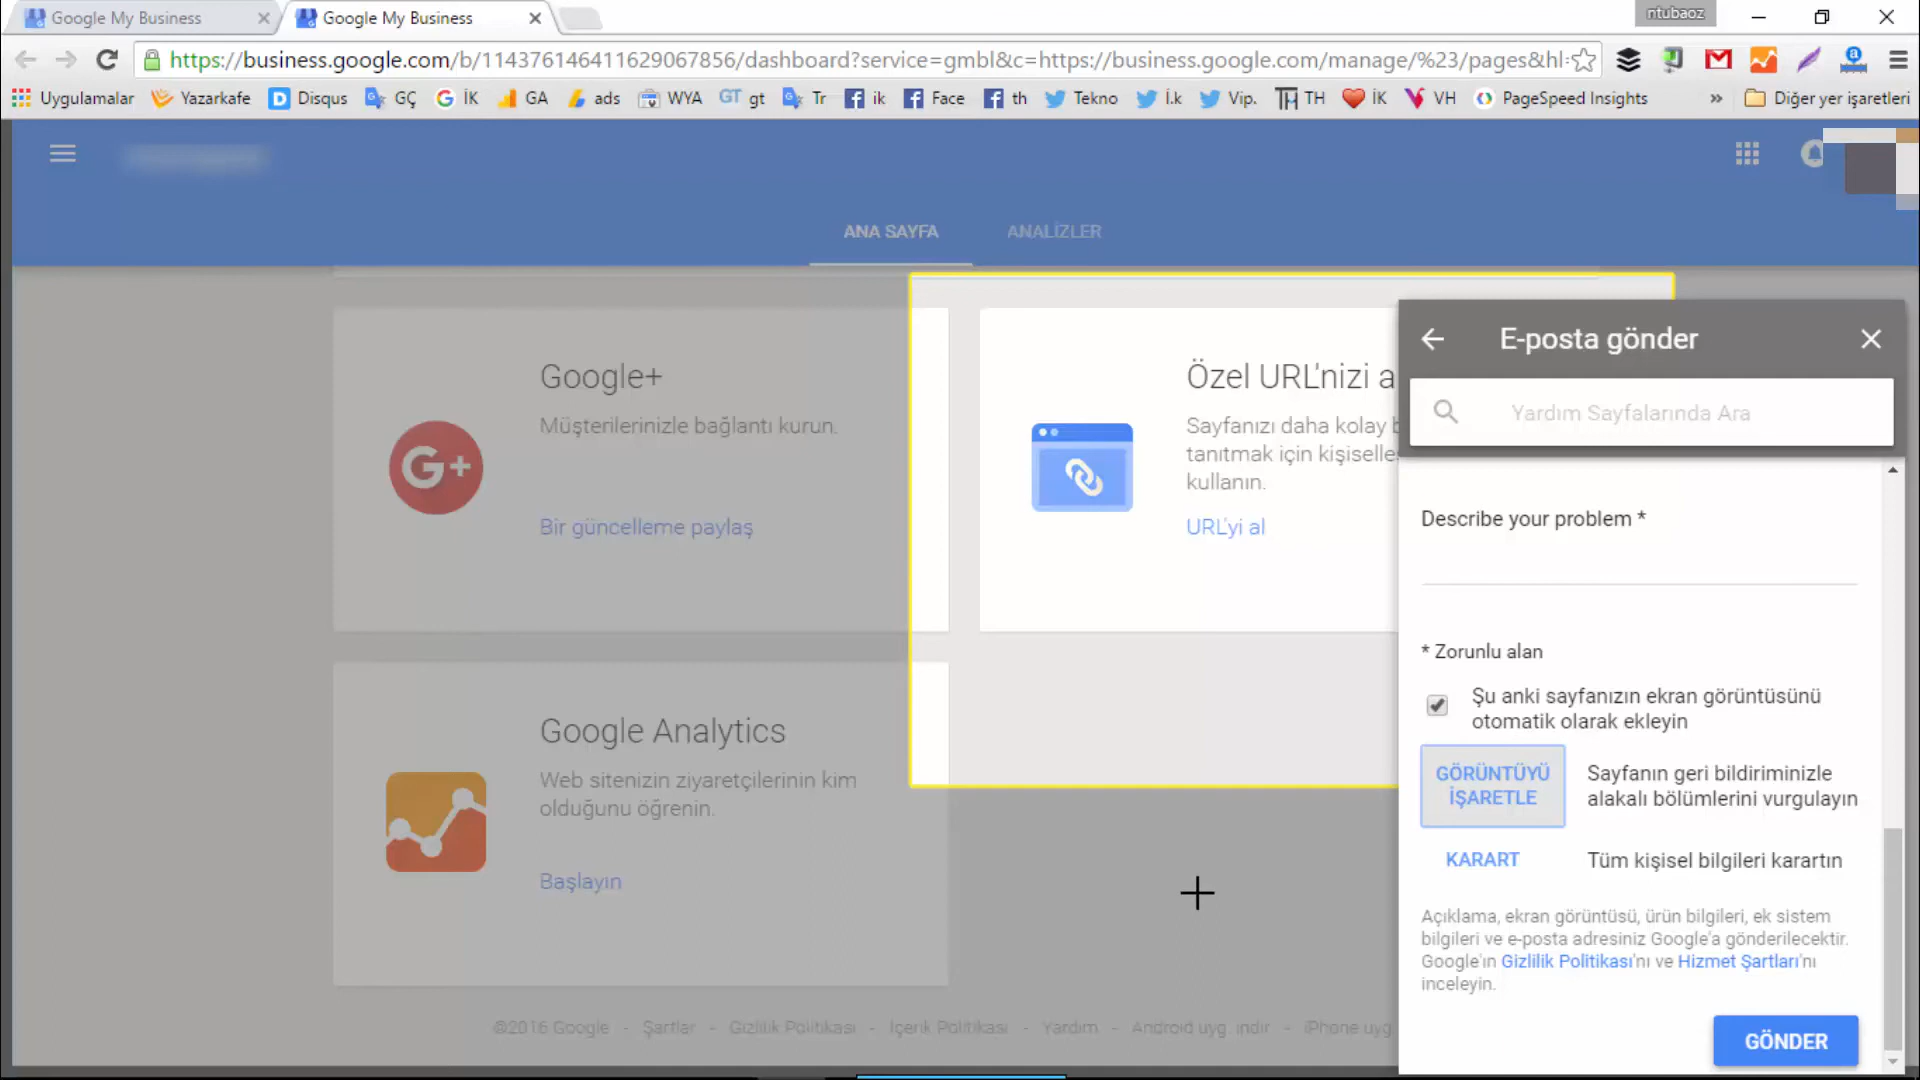 Google My Business
Google My Business
ntubaoz
https://business.google.com/b/114376146411629067856/dashboard?service=gmbl&c=https://business.google.com/manage/%23/pages&hl=
Uygulamalar
Yazarkafe
Disqus
GÇ
İK
GA
ads
WYA
GT gt
Tr
ik
Face
th
Tekno
İ.k
Vip.
TH
İK
VH
PageSpeed Insights
»
Diğer yer işaretleri
ANA SAYFA
ANALİZLER
Google+
Müşterilerinizle bağlantı kurun.
Bir güncelleme paylaş
Özel URL'nizi a
Sayfanızı daha kolay b
tanıtmak için kişiselle
kullanın.
URL'yi al
Google Analytics
Web sitenizin ziyaretçilerinin kim
olduğunu öğrenin.
Başlayın
©2016 Google - Şartlar - Gizlilik Politikası - İçerik Politikası - Yardım - Android uyg. indir - iPhone uyg
E-posta gönder
Yardım Sayfalarında Ara
Describe your problem *
* Zorunlu alan
Şu anki sayfanızın ekran görüntüsünü
otomatik olarak ekleyin
GÖRÜNTÜYÜ
İŞARETLE
Sayfanın geri bildiriminizle
alakalı bölümlerini vurgulayın
KARART
Tüm kişisel bilgileri karartın
Açıklama, ekran görüntüsü, ürün bilgileri, ek sistem
bilgileri ve e-posta adresiniz Google'a gönderilecektir.
Google'ın Gizlilik Politikası'nı ve Hizmet Şartları'nı
inceleyin.
GÖNDER